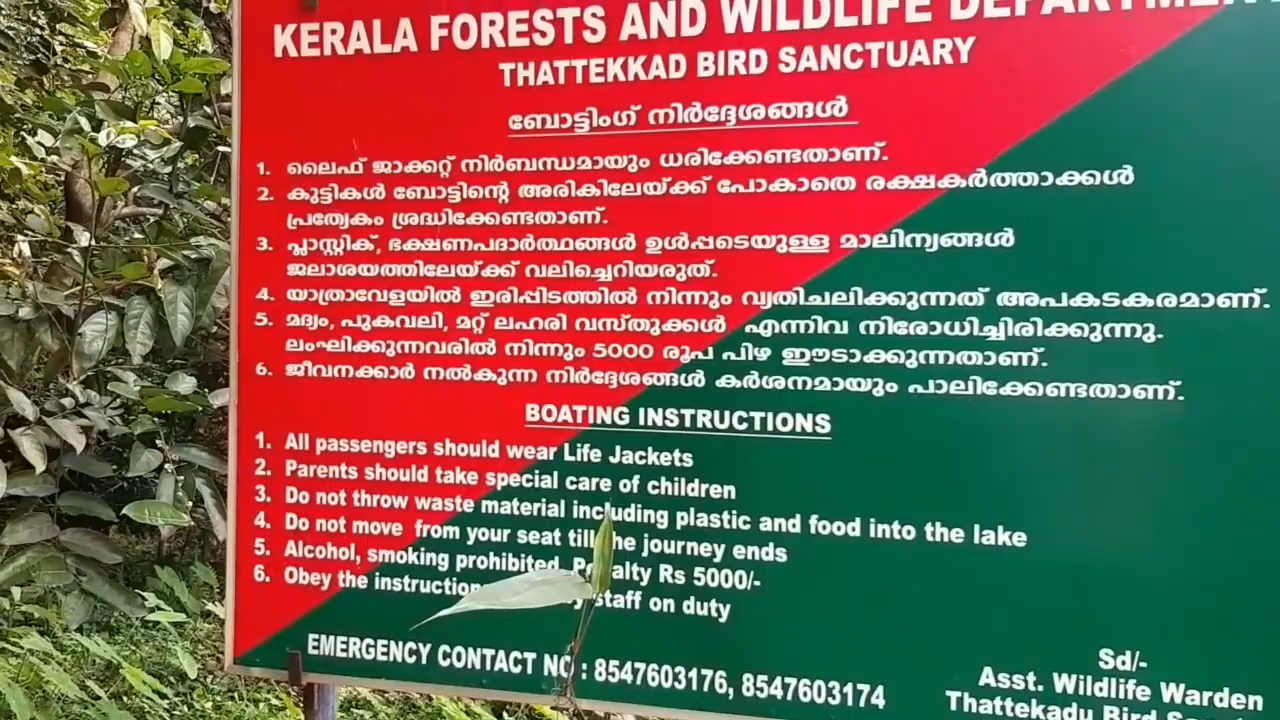 KERALA FORESTS AND WILDLIFE DEPARTMENT
THATTEKKAD BIRD SANCTUARY
ബോട്ടിംഗ് നിർദ്ദേശങ്ങൾ
1. ലൈഫ് ജാക്കറ്റ് നിർബന്ധമായും ധരിക്കേണ്ടതാണ്.
2. കുട്ടികൾ ബോട്ടിന്റെ അരികിലേയ്ക്ക് പോകാതെ രക്ഷകർത്താക്കൾ
പ്രത്യേകം ശ്രദ്ധിക്കേണ്ടതാണ്.
3. പ്ലാസ്റ്റിക്, ഭക്ഷണപദാർത്ഥങ്ങൾ ഉൾപ്പടെയുള്ള മാലിന്യങ്ങൾ
ജലാശയത്തിലേയ്ക്ക് വലിച്ചെറിയരുത്.
4. യാത്രാവേളയിൽ ഇരിപ്പിടത്തിൽ നിന്നും വ്യതിചലിക്കുന്നത് അപകടകരമാണ്.
5. മദ്യം, പുകവലി, മറ്റ് ലഹരി വസ്തുക്കൾ എന്നിവ നിരോധിച്ചിരിക്കുന്നു.
ലംഘിക്കുന്നവരിൽ നിന്നും 5000 രൂപ പിഴ ഈടാക്കുന്നതാണ്.
6. ജീവനക്കാർ നൽകുന്ന നിർദ്ദേശങ്ങൾ കർശനമായും പാലിക്കേണ്ടതാണ്.
BOATING INSTRUCTIONS
1. All passengers should wear Life Jackets
2. Parents should take special care of children
3. Do not throw waste material including plastic and food into the lake
4. Do not move from your seat till the journey ends
5. Alcohol, smoking prohibited. Penalty Rs 5000/-
6. Obey the instruction staff on duty
EMERGENCY CONTACT NO : 8547603176, 8547603174
Sd/-
Asst. Wildlife Warden
Thattekadu Bird